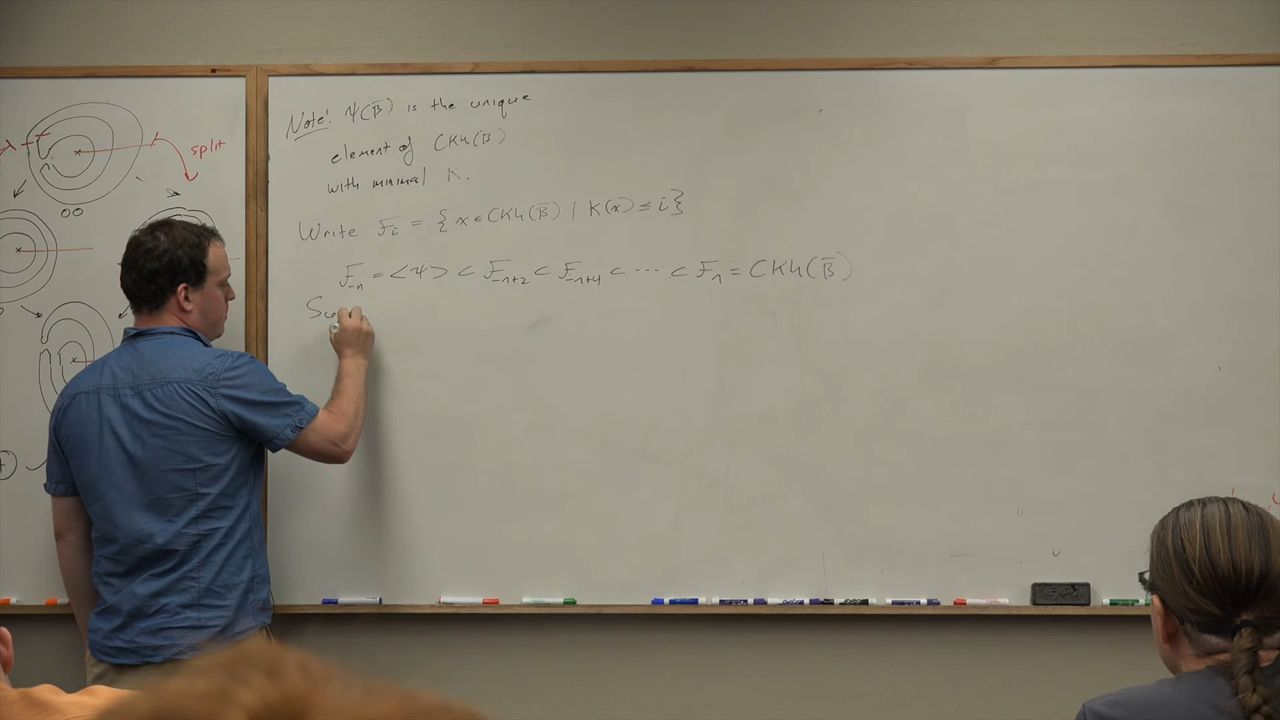 split
00
Note! Ψ(B̄) is the unique
element of CKh(B̄)
with minimal K.
Write F_i = {x ∈ CKh(B̄) | K(x) ≤ i}
F_-n = <Ψ> ⊂ F_-n+2 ⊂ F_-n+4 ⊂ ··· ⊂ F_n = CKh(B̄)